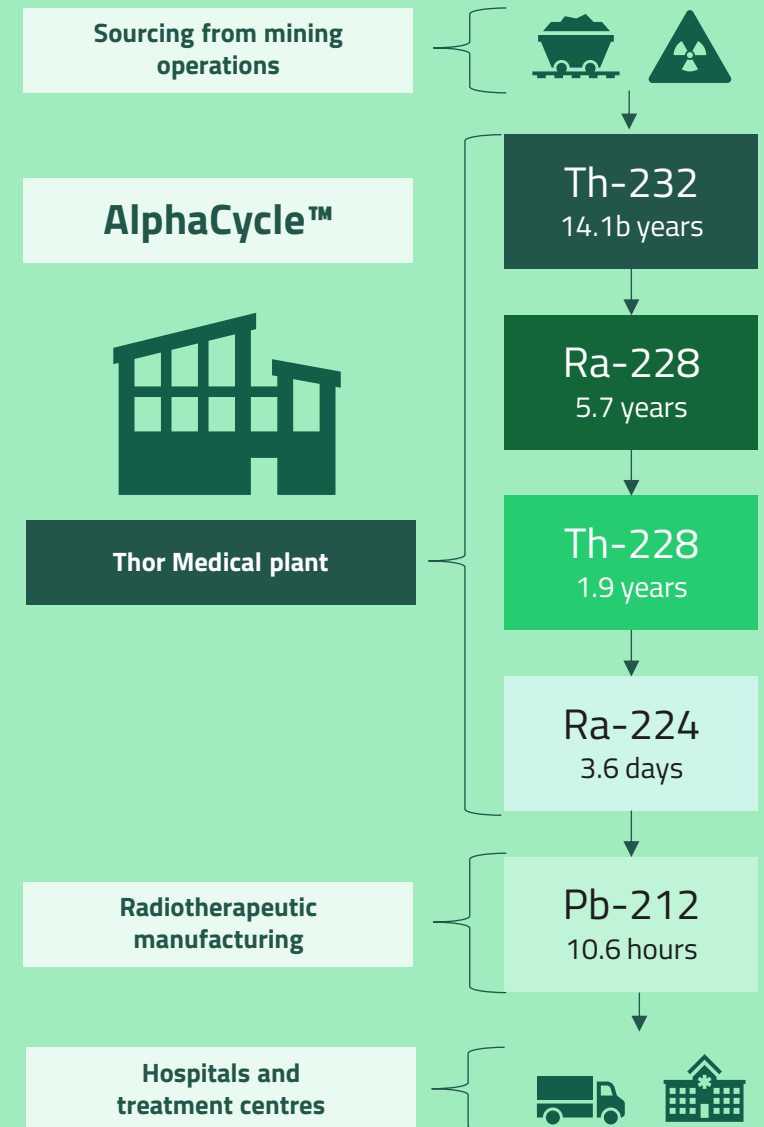 Sourcing from mining
operations
AlphaCycle™
Th-232
14.1b years
Ra-228
5.7 years
Thor Medical plant
Th-228
1.9 years
Ra-224
3.6 days
Radiotherapeutic
manufacturing
Pb-212
10.6 hours
Hospitals and
treatment centres